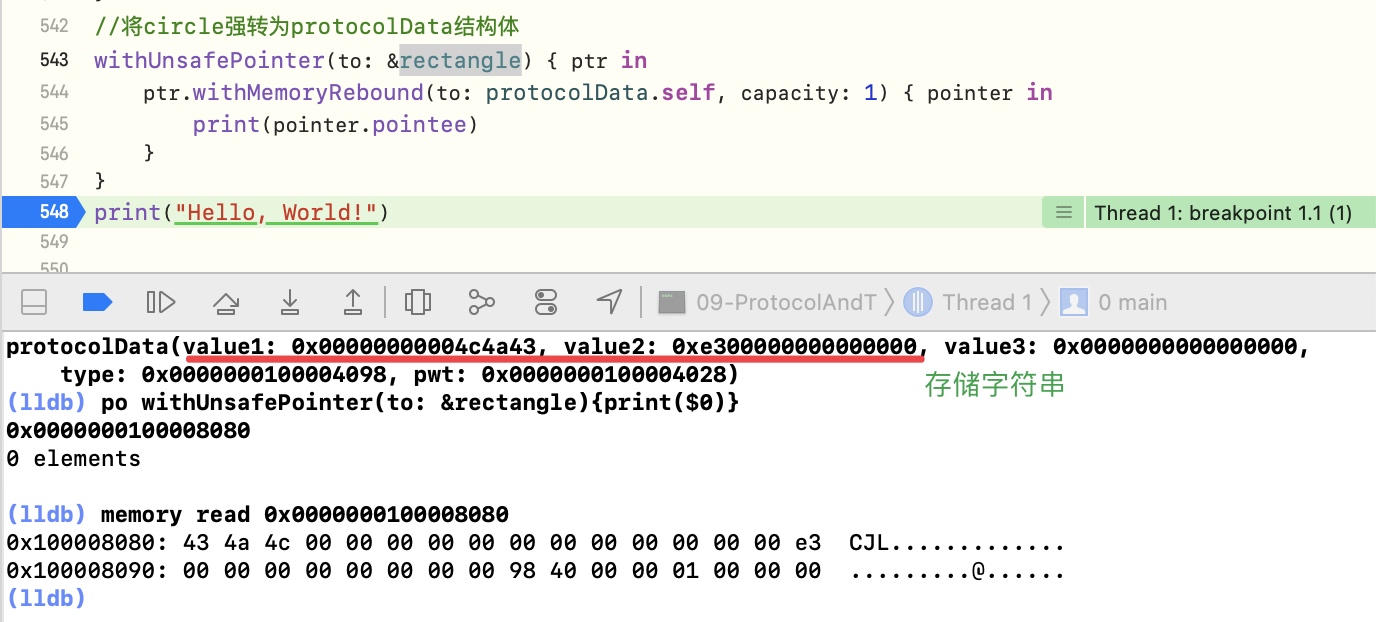 542 //将circle强转为protocolData结构体
543 withUnsafePointer(to: &rectangle) { ptr in
544 ptr.withMemoryRebound(to: protocolData.self, capacity: 1) { pointer in
545 print(pointer.pointee)
546 }
547 }
548 print("Hello, World!") Thread 1: breakpoint 1.1 (1)
549
550
09-ProtocolAndT Thread 1 0 main
protocolData(value1: 0x00000000004c4a43, value2: 0xe300000000000000, value3: 0x0000000000000000,
type: 0x0000000100004098, pwt: 0x0000000100004028)
存储字符串
(lldb) po withUnsafePointer(to: &rectangle){print($0)}
0x0000000100008080
0 elements
(lldb) memory read 0x0000000100008080
0x100008080: 43 4a 4c 00 00 00 00 00 00 00 00 00 00 00 00 e3 CJL.............
0x100008090: 00 00 00 00 00 00 00 00 98 40 00 00 01 00 00 00 .........@......
(lldb)